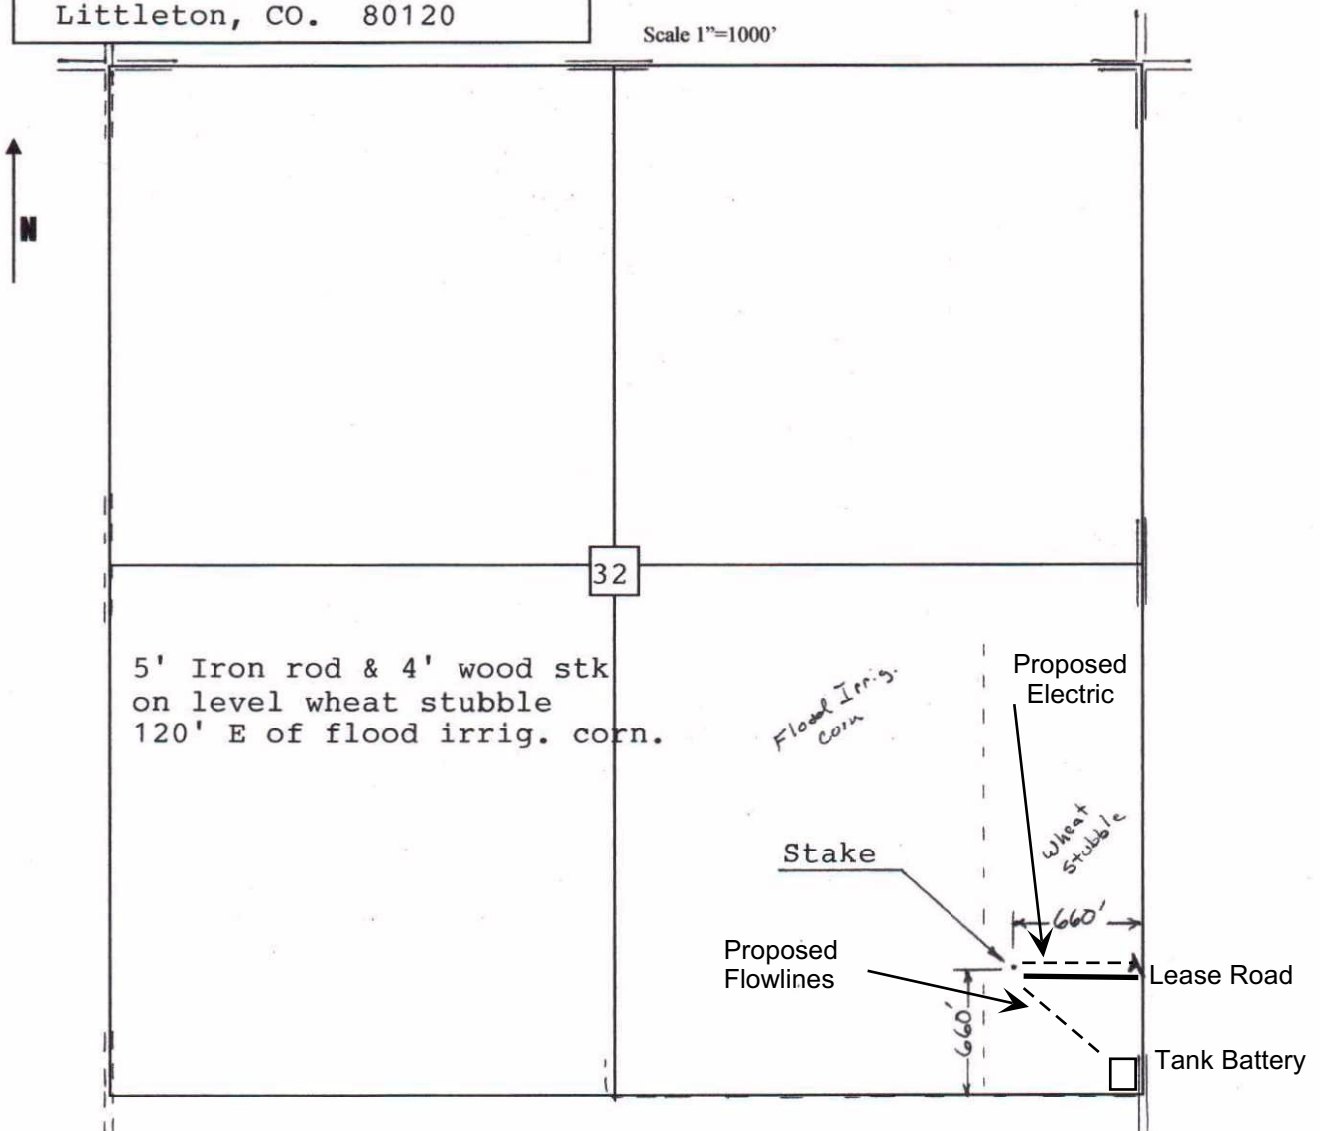 Littleton, CO. 80120
Scale 1"=1000'
N
32
5' Iron rod & 4' wood stk
on level wheat stubble
120' E of flood irrig. corn.
Flood Irrig.
corn
Proposed
Electric
wheat
stubble
Stake
660'
Proposed
Flowlines
Lease Road
660'
Tank Battery